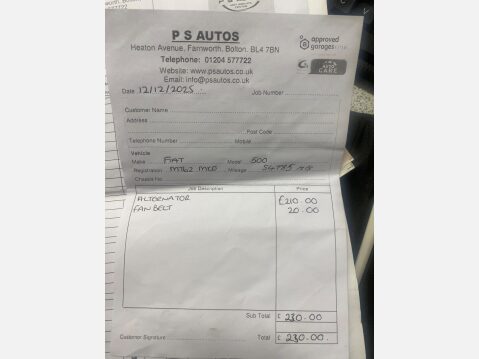 P S AUTOS
Heaton Avenue, Farnworth, Bolton. BL4 7BN
Telephone: 01204 577722
Website: www.psautos.co.uk
Email: info@psautos.co.uk
approved
garages
AUTO
CARE
Date 12/12/2025 Job Number
Customer Name
Address
Post Code
Telephone Number Mobile
Vehicle
Make FIAT Model 500
Registration Mileage
Chassis No.
Job Description Price
ALTORNATOR £210.00
FAN BELT 20.00
Sub Total £ 230.00
Customer Signature Total £ 230.00